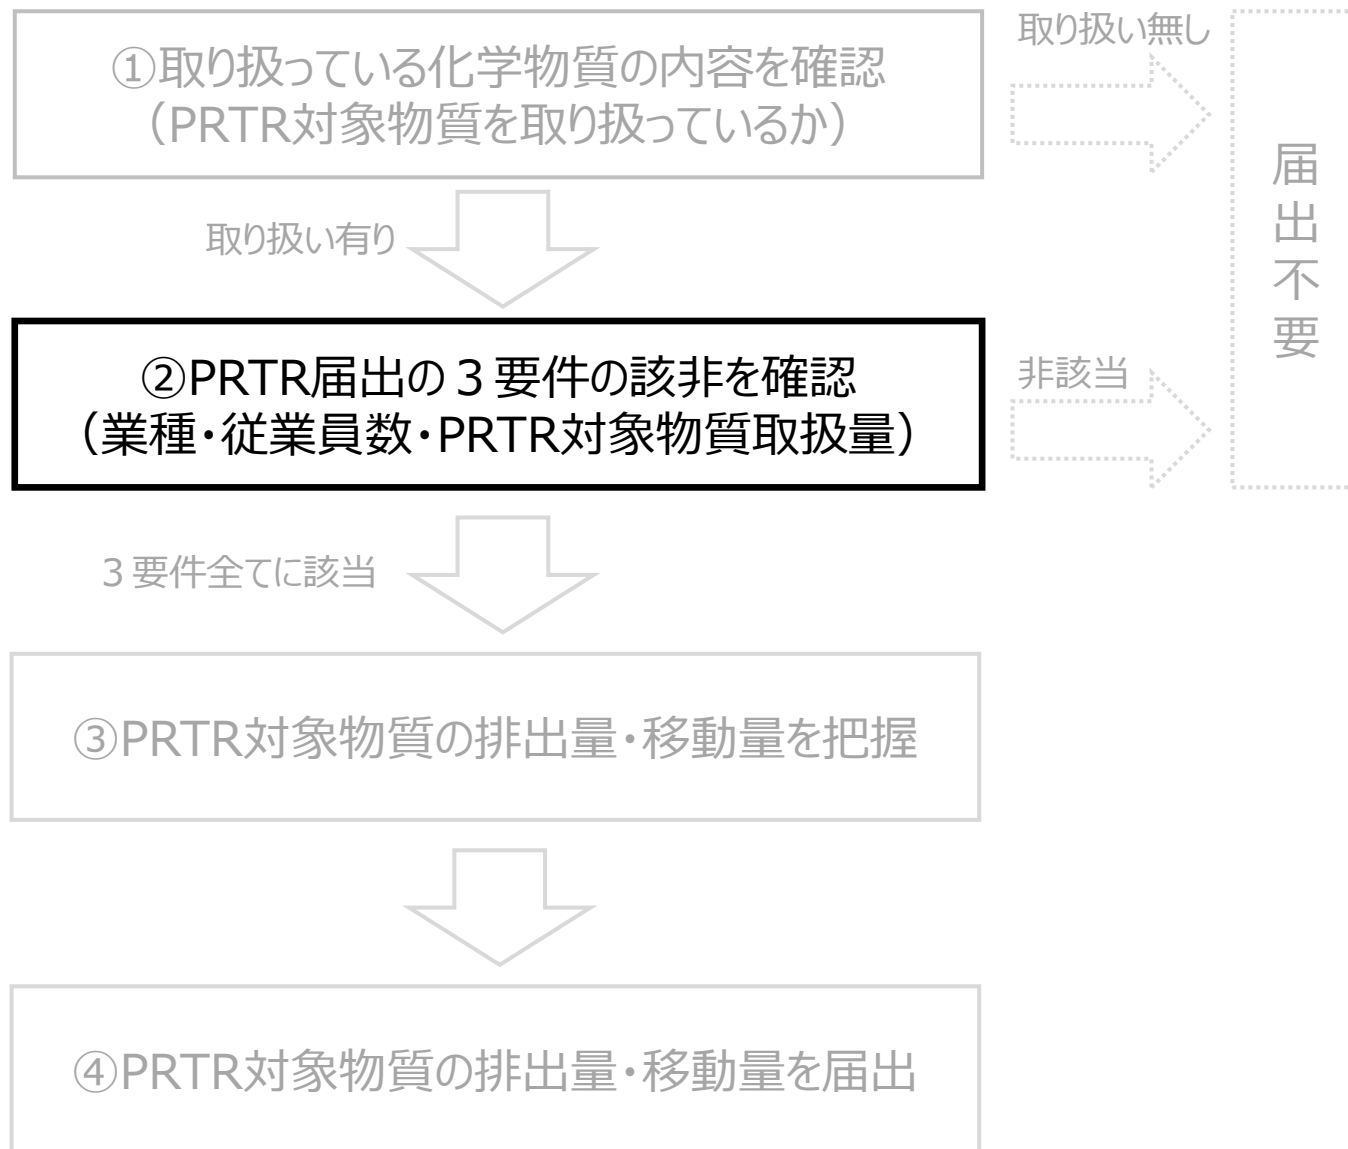 ①取り扱っている化学物質の内容を確認
（PRTR対象物質を取り扱っているか）
取り扱い無し
届出不要
取り扱い有り
②PRTR届出の３要件の該非を確認
（業種・従業員数・PRTR対象物質取扱量）
非該当
３要件全てに該当
③PRTR対象物質の排出量・移動量を把握
④PRTR対象物質の排出量・移動量を届出